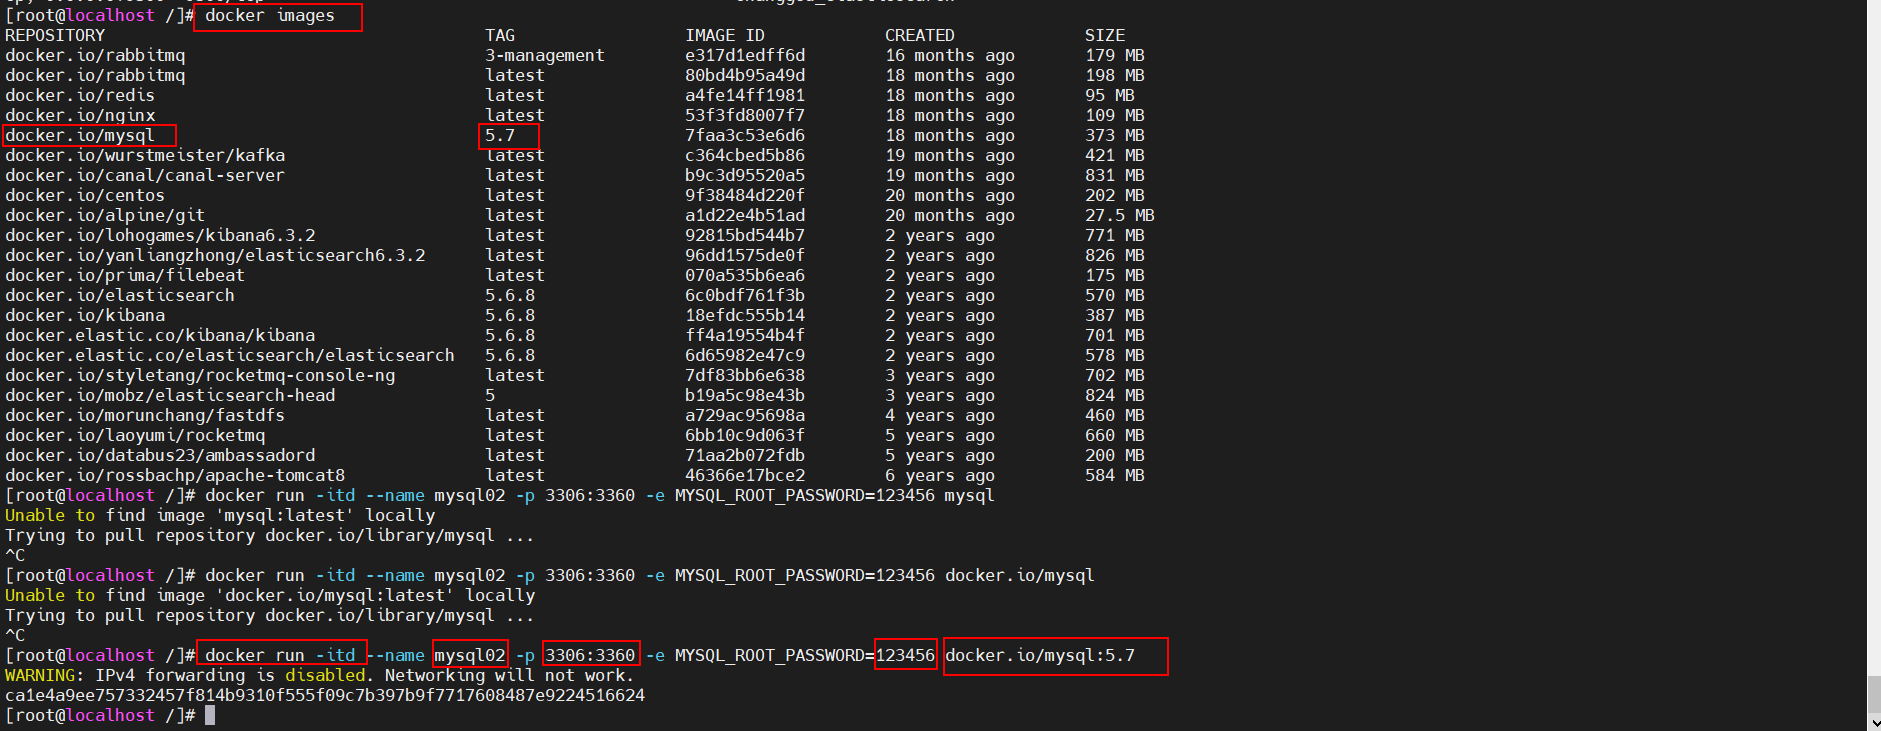 [root@localhost /]# docker images
REPOSITORY TAG IMAGE ID CREATED SIZE
docker.io/rabbitmq 3-management e317d1edff6d 16 months ago 179 MB
docker.io/rabbitmq latest 80bd4b95a49d 18 months ago 198 MB
docker.io/redis latest a4fe14ff1981 18 months ago 95 MB
docker.io/nginx latest 53f3fd8007f7 18 months ago 109 MB
docker.io/mysql 5.7 7faa3c53e6d6 18 months ago 373 MB
docker.io/wurstmeister/kafka latest c364cbed5b86 19 months ago 421 MB
docker.io/canal/canal-server latest b9c3d95520a5 19 months ago 831 MB
docker.io/centos latest 9f38484d220f 20 months ago 202 MB
docker.io/alpine/git latest a1d22e4b51ad 20 months ago 27.5 MB
docker.io/lohogames/kibana6.3.2 latest 92815bd544b7 2 years ago 771 MB
docker.io/yanliangzhong/elasticsearch6.3.2 latest 96dd1575de0f 2 years ago 826 MB
docker.io/prima/filebeat latest 070a535b6ea6 2 years ago 175 MB
docker.io/elasticsearch 5.6.8 6c0bdf761f3b 2 years ago 570 MB
docker.io/kibana 5.6.8 18efdc555b14 2 years ago 387 MB
docker.elastic.co/kibana/kibana 5.6.8 ff4a19554b4f 2 years ago 701 MB
docker.elastic.co/elasticsearch/elasticsearch 5.6.8 6d65982e47c9 2 years ago 578 MB
docker.io/styletang/rocketmq-console-ng latest 7df83bb6e638 3 years ago 702 MB
docker.io/mobz/elasticsearch-head 5 b19a5c98e43b 3 years ago 824 MB
docker.io/morunchang/fastdfs latest a729ac95698a 4 years ago 460 MB
docker.io/laoyumi/rocketmq latest 6bb10c9d063f 5 years ago 660 MB
docker.io/databus23/ambassadord latest 71aa2b072fdb 5 years ago 200 MB
docker.io/rossbachp/apache-tomcat8 latest 46366e17bce2 6 years ago 584 MB
[root@localhost /]# docker run -itd --name mysql02 -p 3306:3360 -e MYSQL_ROOT_PASSWORD=123456 mysql
Unable to find image 'mysql:latest' locally
Trying to pull repository docker.io/library/mysql ...
^C
[root@localhost /]# docker run -itd --name mysql02 -p 3306:3360 -e MYSQL_ROOT_PASSWORD=123456 docker.io/mysql
Unable to find image 'docker.io/mysql:latest' locally
Trying to pull repository docker.io/library/mysql ...
^C
[root@localhost /]# docker run -itd --name mysql02 -p 3306:3360 -e MYSQL_ROOT_PASSWORD=123456 docker.io/mysql:5.7
WARNING: IPv4 forwarding is disabled. Networking will not work.
ca1e4a9ee757332457f814b9310f555f09c7b397b9f7717608487e9224516624
[root@localhost /]#